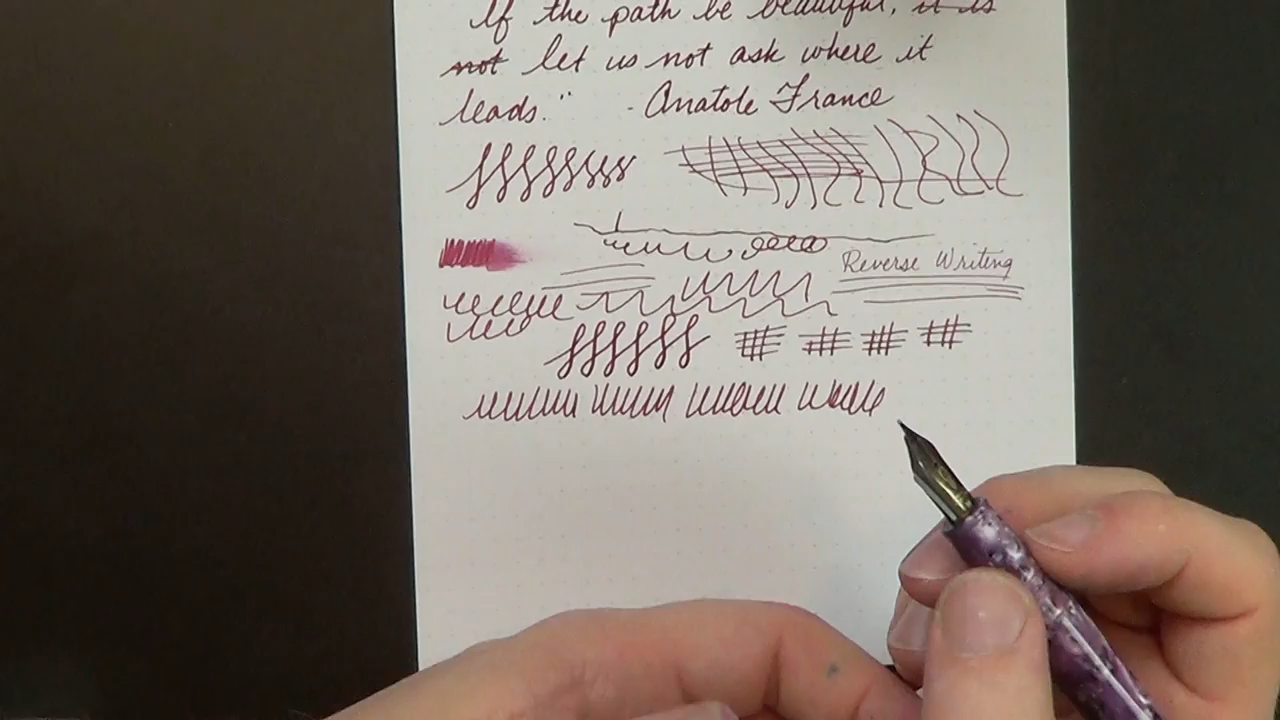 If the path be beautiful, it is
not let us not ask where it
leads." - Anatole France
Reverse Writing